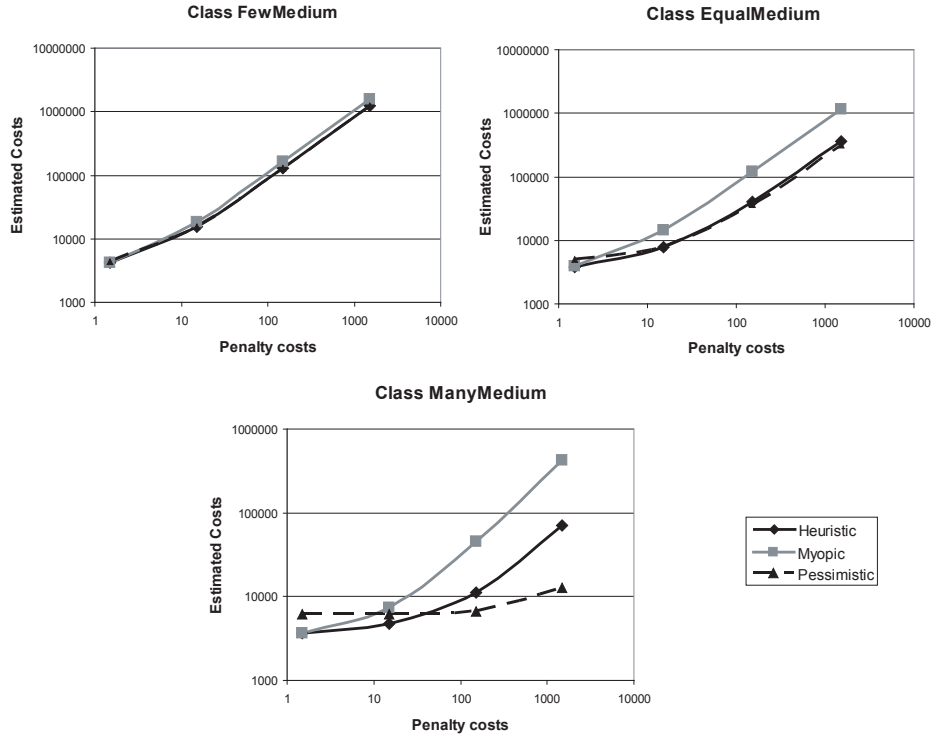 Class FewMedium
10000000
1000000
100000
10000
1000
1 10 100 1000 10000
Estimated Costs
Penalty costs
Class EqualMedium
10000000
1000000
100000
10000
1000
1 10 100 1000 10000
Estimated Costs
Penalty costs
Class ManyMedium
1000000
100000
10000
1000
1 10 100 1000 10000
Estimated Costs
Penalty costs
Heuristic
Myopic
Pessimistic